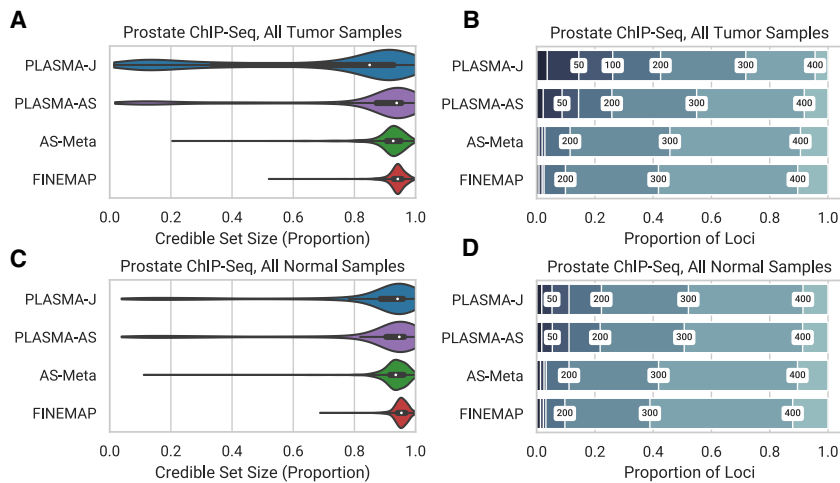 A
Prostate ChIP-Seq, All Tumor Samples
PLASMA-J
PLASMA-AS
AS-Meta
FINEMAP
0.0 0.2 0.4 0.6 0.8 1.0
Credible Set Size (Proportion)
B
Prostate ChIP-Seq, All Tumor Samples
PLASMA-J 50 100 200 300 400
PLASMA-AS 50 200 300 400
AS-Meta 200 300 400
FINEMAP 200 300 400
0.0 0.2 0.4 0.6 0.8 1.0
Proportion of Loci
C
Prostate ChIP-Seq, All Normal Samples
PLASMA-J
PLASMA-AS
AS-Meta
FINEMAP
0.0 0.2 0.4 0.6 0.8 1.0
Credible Set Size (Proportion)
D
Prostate ChIP-Seq, All Normal Samples
PLASMA-J 50 200 300 400
PLASMA-AS 50 200 300 400
AS-Meta 200 300 400
FINEMAP 200 300 400
0.0 0.2 0.4 0.6 0.8 1.0
Proportion of Loci